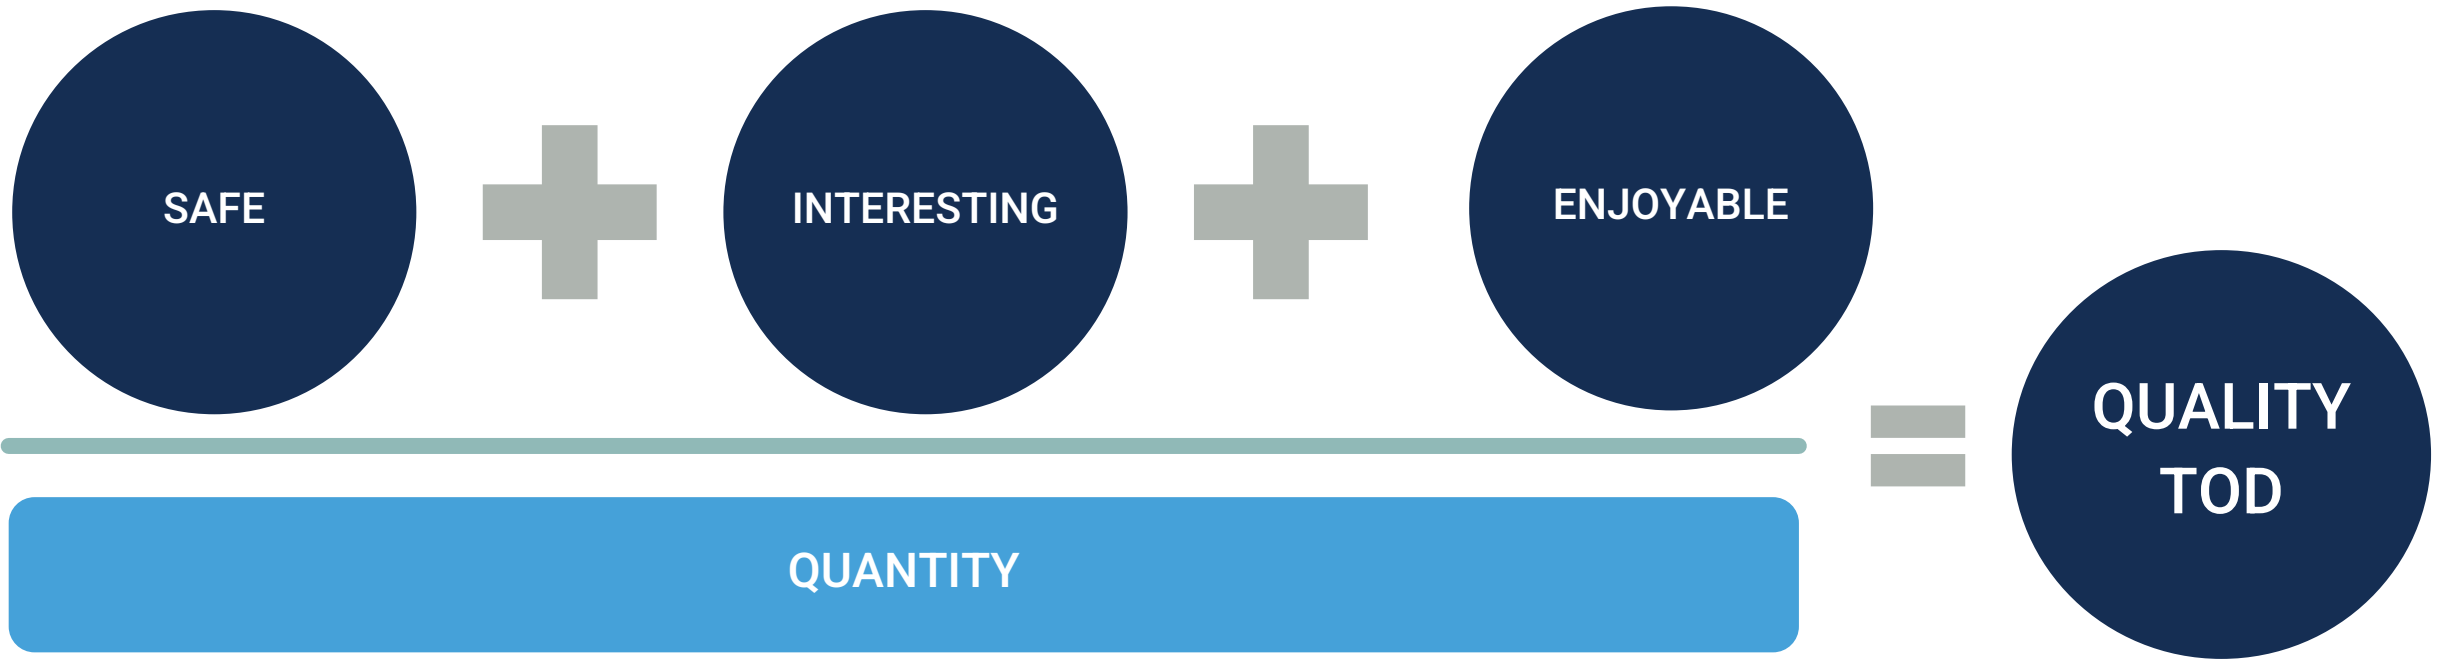 SAFE
INTERESTING
ENJOYABLE
QUALITY
TOD
QUANTITY